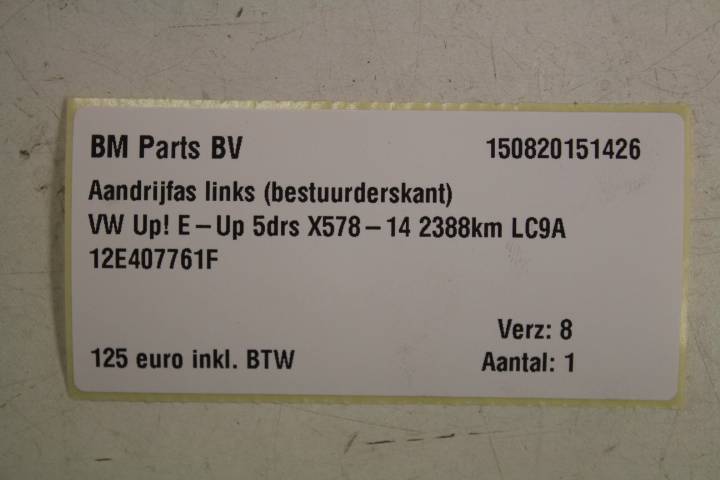 BM Parts BV 150820151426
Aandrijfas links (bestuurderskant)
VW Up! E-Up 5drs X578-14 2388km LC9A
12E407761F
Verz: 8
125 euro inkl. BTW Aantal: 1